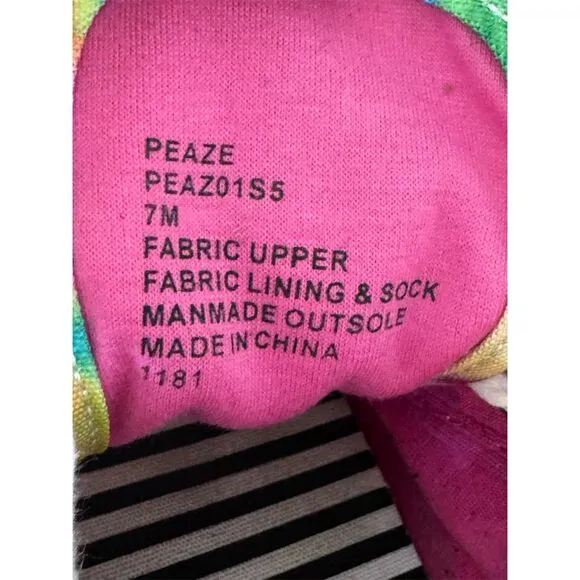 PEAZE
PEAZ01S5
7M
FABRIC UPPER
FABRIC LINING & SOCK
MANMADE OUTSOLE
MADE IN CHINA
1181